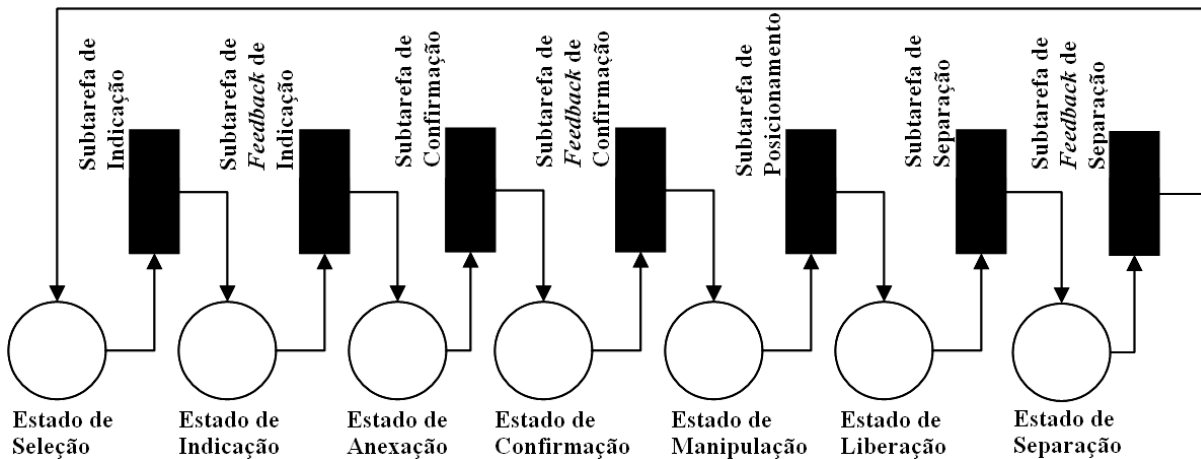 Subtarefa de
Indicação
Subtarefa de
Feedback de
Indicação
Subtarefa de
Confirmação
Subtarefa de
Feedback de
Confirmação
Subtarefa de
Posicionamento
Subtarefa de
Separação
Subtarefa de
Feedback de
Separação
Estado de
Seleção
Estado de
Indicação
Estado de
Anexação
Estado de
Confirmação
Estado de
Manipulação
Estado de
Liberação
Estado de
Separação